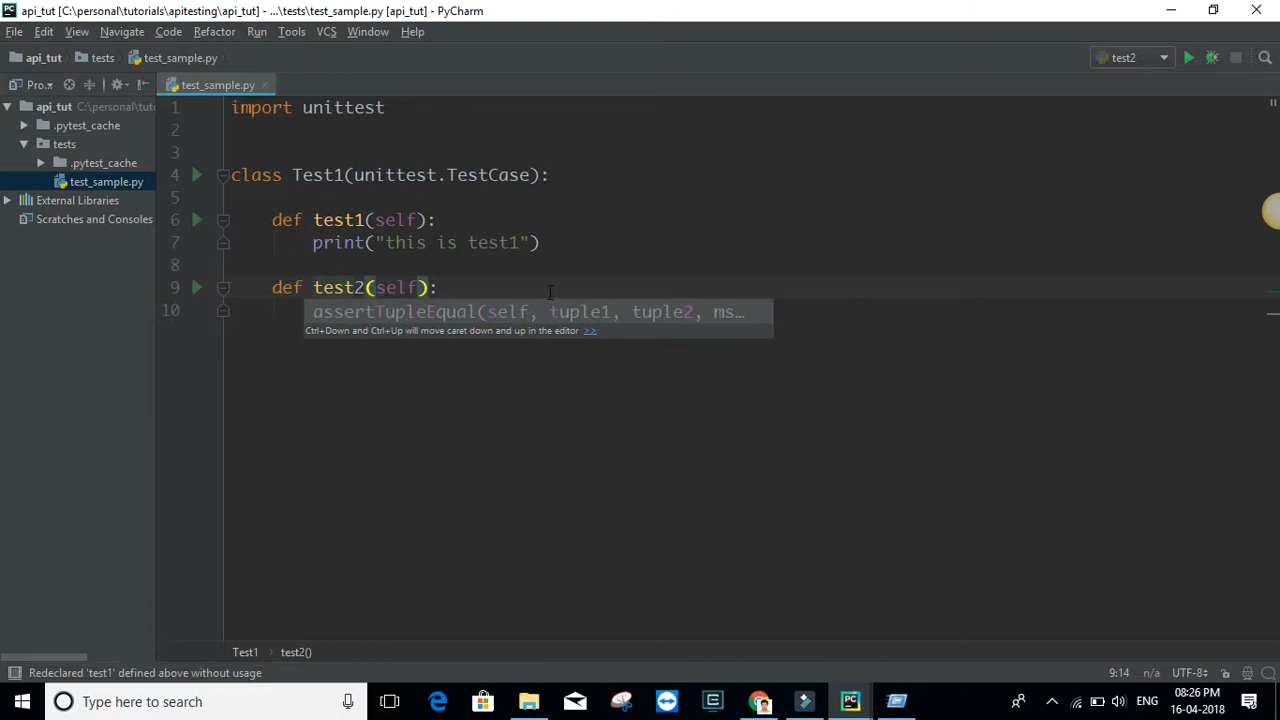 api_tut [C:\personal\tutorials\apitesting\api_tut] - ...\tests\test_sample.py [api_tut] - PyCharm
File Edit View Navigate Code Refactor Run Tools VCS Window Help
api_tut tests test_sample.py test2
Pro... test_sample.py
api_tut C:\personal\tuto
.pytest_cache
tests
.pytest_cache
test_sample.py
External Libraries
Scratches and Consoles
1 import unittest
2
3
4 class Test1(unittest.TestCase):
5
6 def test1(self):
7 print("this is test1")
8
9 def test2(self):
10
assertTupleEqual(self, tuple1, tuple2, ms...
Ctrl+Down and Ctrl+Up will move caret down and up in the editor >>
Test1 test2()
Redeclared 'test1' defined above without usage 9:14 n/a UTF-8
Type here to search
ENG 08:26 PM
16-04-2018